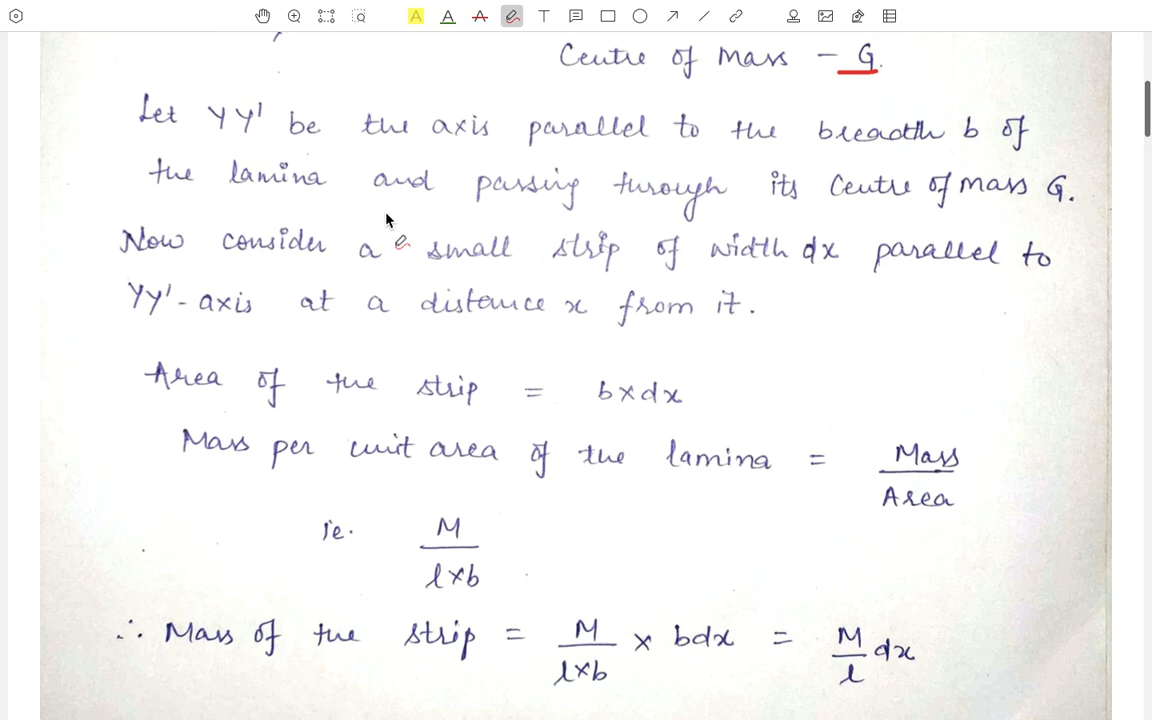 Centre of Mass - G.
Let YY' be the axis parallel to the breadth b of
the lamina and passing through its Centre of mass G.
Now consider a small strip of width dx parallel to
YY'-axis at a distance x from it.
Area of the strip = b×dx
Mass per unit area of the lamina = Mass
Area
ie. M
l×b
∴ Mass of the strip = M/l×b × bdx = M/l dx